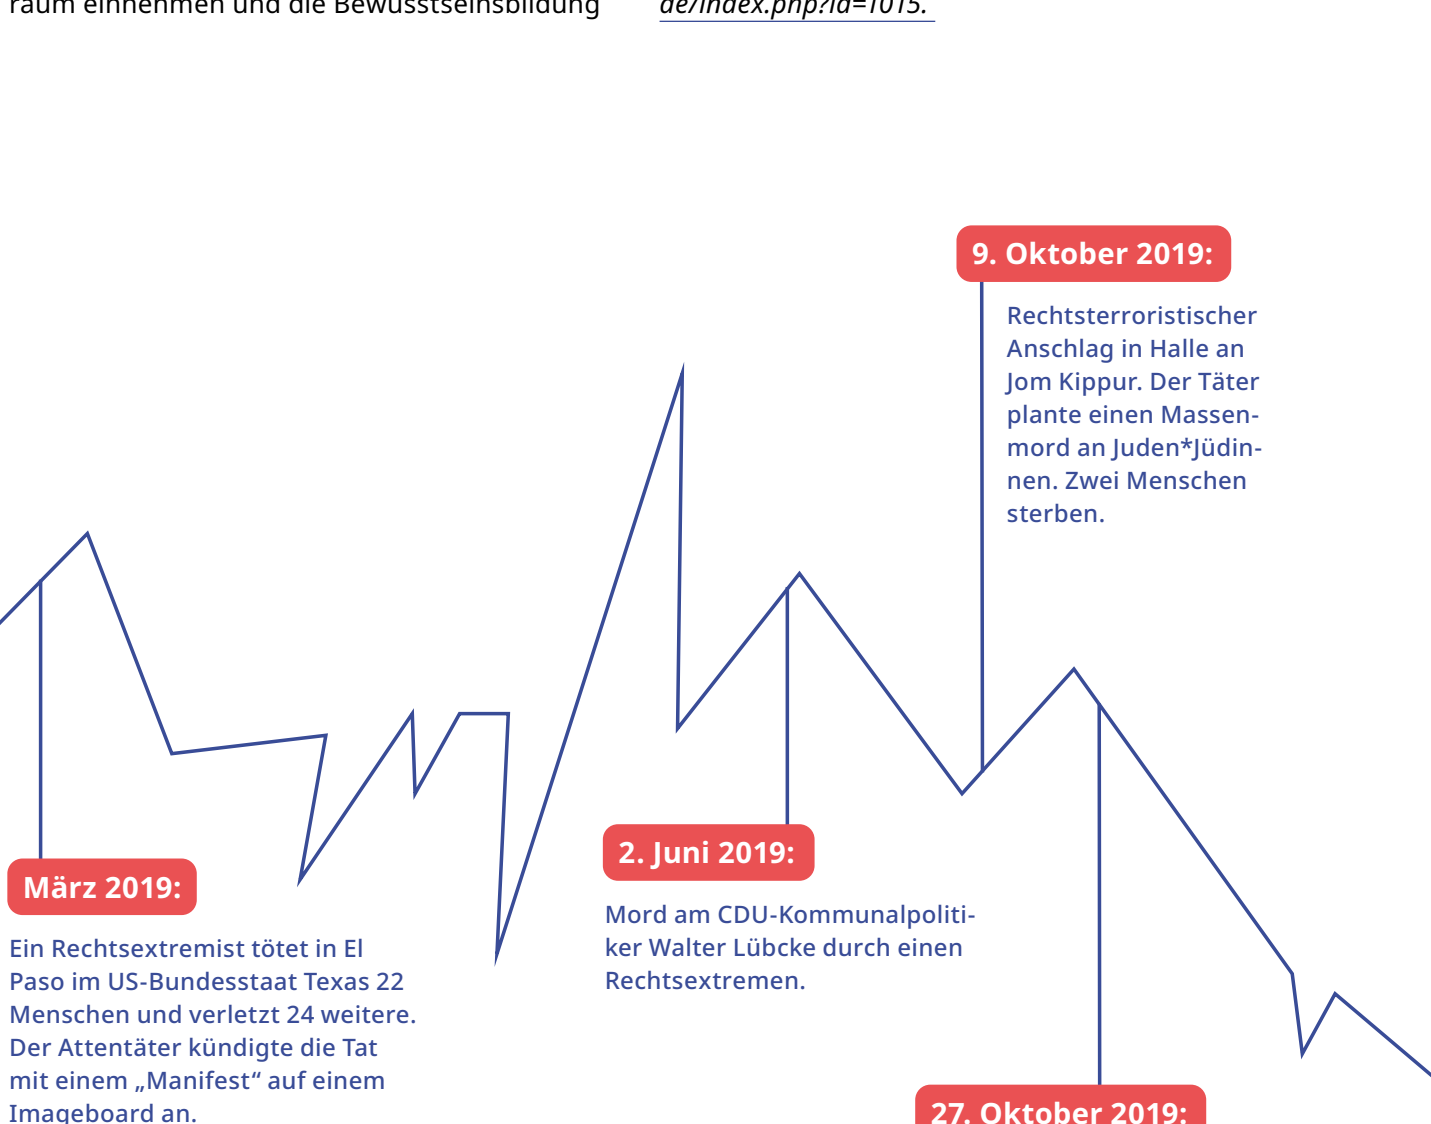 raum einnehmen und die Bewusstseinsbildung
de/index.php?id=1015.
9. Oktober 2019:
Rechtsterroristischer
Anschlag in Halle an
Jom Kippur. Der Täter
plante einen Massen-
mord an Juden*Jüdin-
nen. Zwei Menschen
sterben.
März 2019:
Ein Rechtsextremist tötet in El
Paso im US-Bundesstaat Texas 22
Menschen und verletzt 24 weitere.
Der Attentäter kündigte die Tat
mit einem „Manifest“ auf einem
Imageboard an.
2. Juni 2019:
Mord am CDU-Kommunalpoliti-
ker Walter Lübcke durch einen
Rechtsextremen.
27. Oktober 2019: